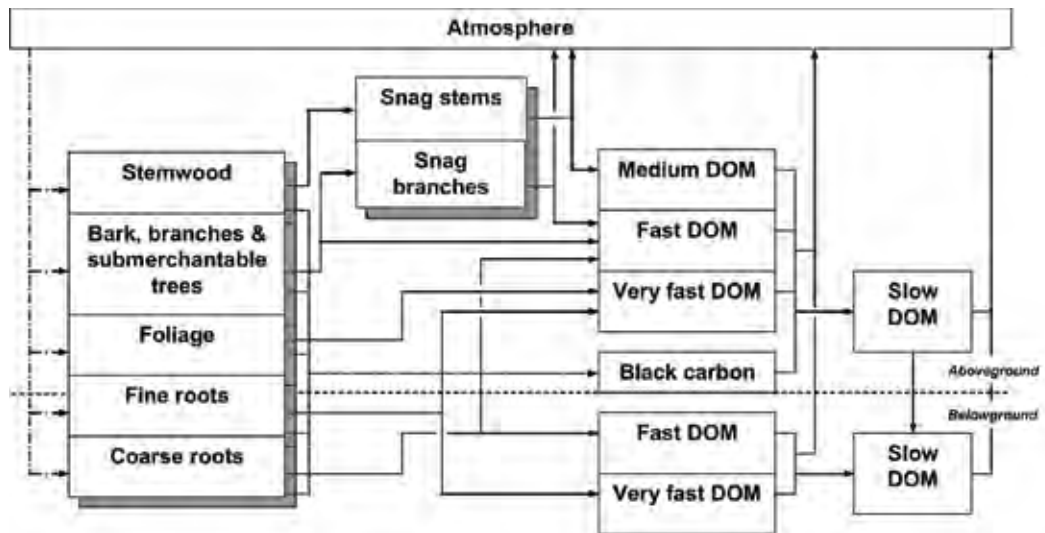 Atmosphere
Snag stems
Snag
branches
Stemwood
Bark, branches &
submerchantable
trees
Foliage
Fine roots
Coarse roots
Medium DOM
Fast DOM
Very fast DOM
Black carbon
Fast DOM
Very fast DOM
Slow
DOM
Aboveground
Belowground
Slow
DOM